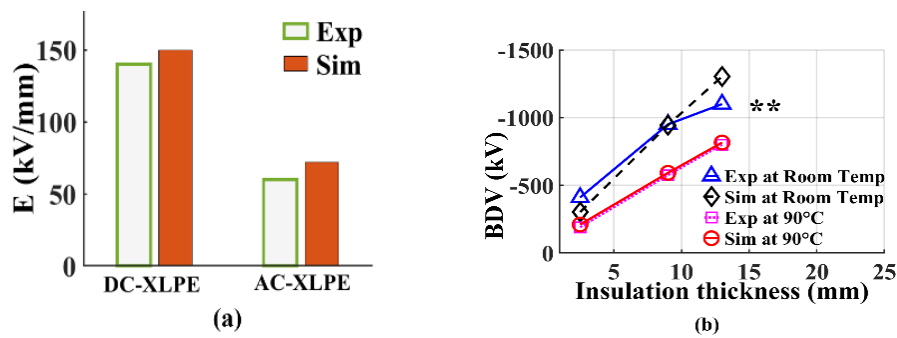 E (kV/mm)
150
100
50
0
Exp
Sim
DC-XLPE
AC-XLPE
(a)
BDV (kV)
-1500
-1000
-500
0
**
Exp at Room Temp
Sim at Room Temp
Exp at 90°C
Sim at 90°C
5 10 15 20 25
Insulation thickness (mm)
(b)